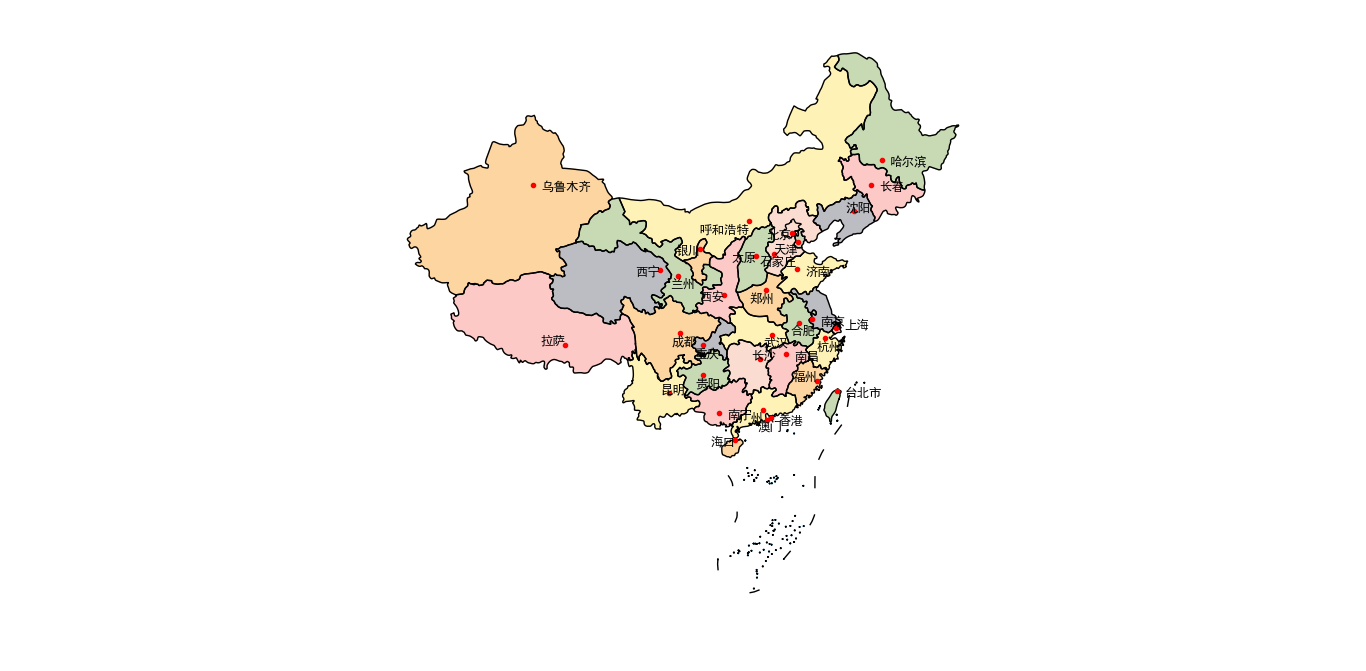 哈尔滨
乌鲁木齐
长春
沈阳
呼和浩特
北京
天津
银川
太原
石家庄
西宁
济南
兰州
西安
郑州
南京
上海
合肥
拉萨
成都
武汉
杭州
重庆
长沙
南昌
福州
贵阳
昆明
台北市
南宁
州
香港
澳门
海口